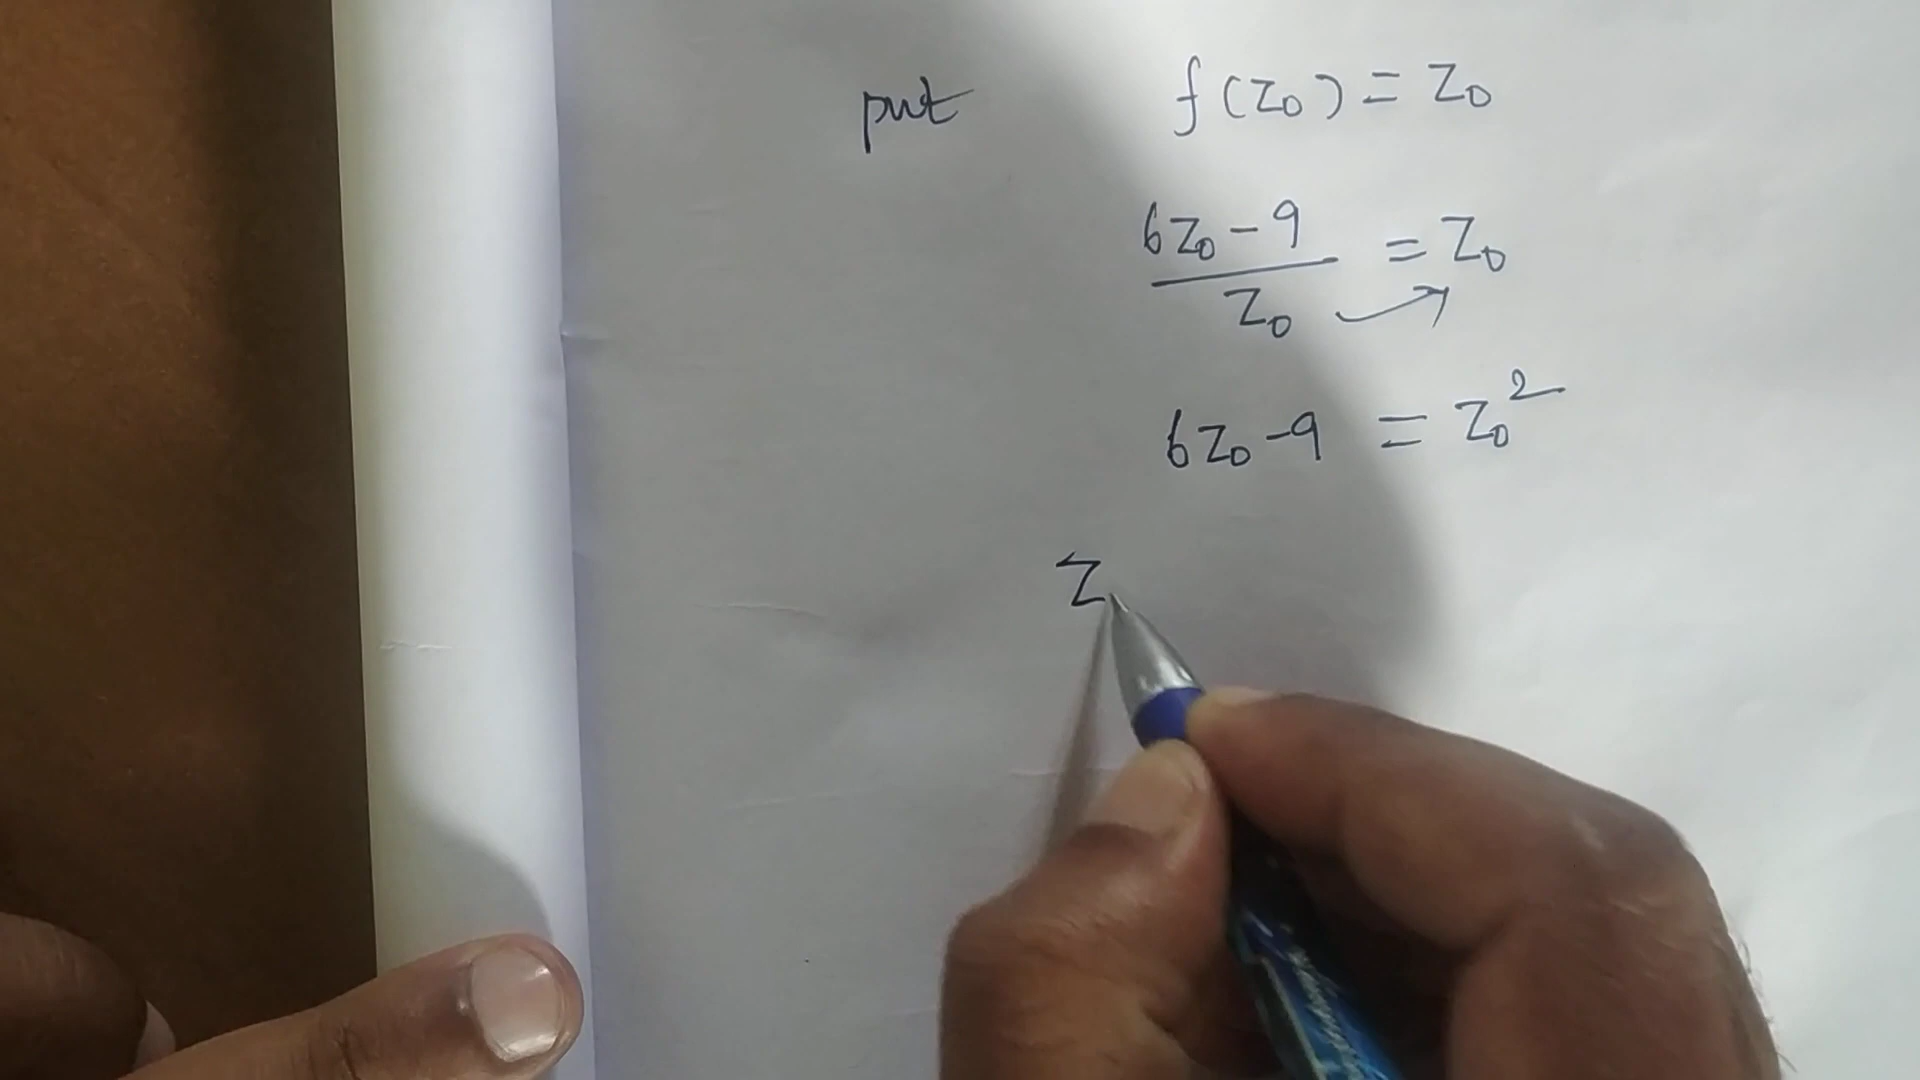 put f(z₀) = z₀
6z₀ - 9 / z₀ = z₀
6z₀ - 9 = z₀²
z